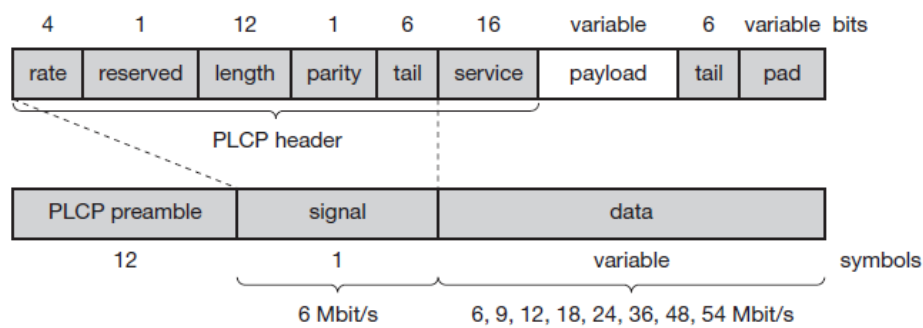 4 1 12 1 6 16 variable 6 variable bits
rate reserved length parity tail service payload tail pad
PLCP header
PLCP preamble signal data
12 1 variable symbols
6 Mbit/s 6, 9, 12, 18, 24, 36, 48, 54 Mbit/s